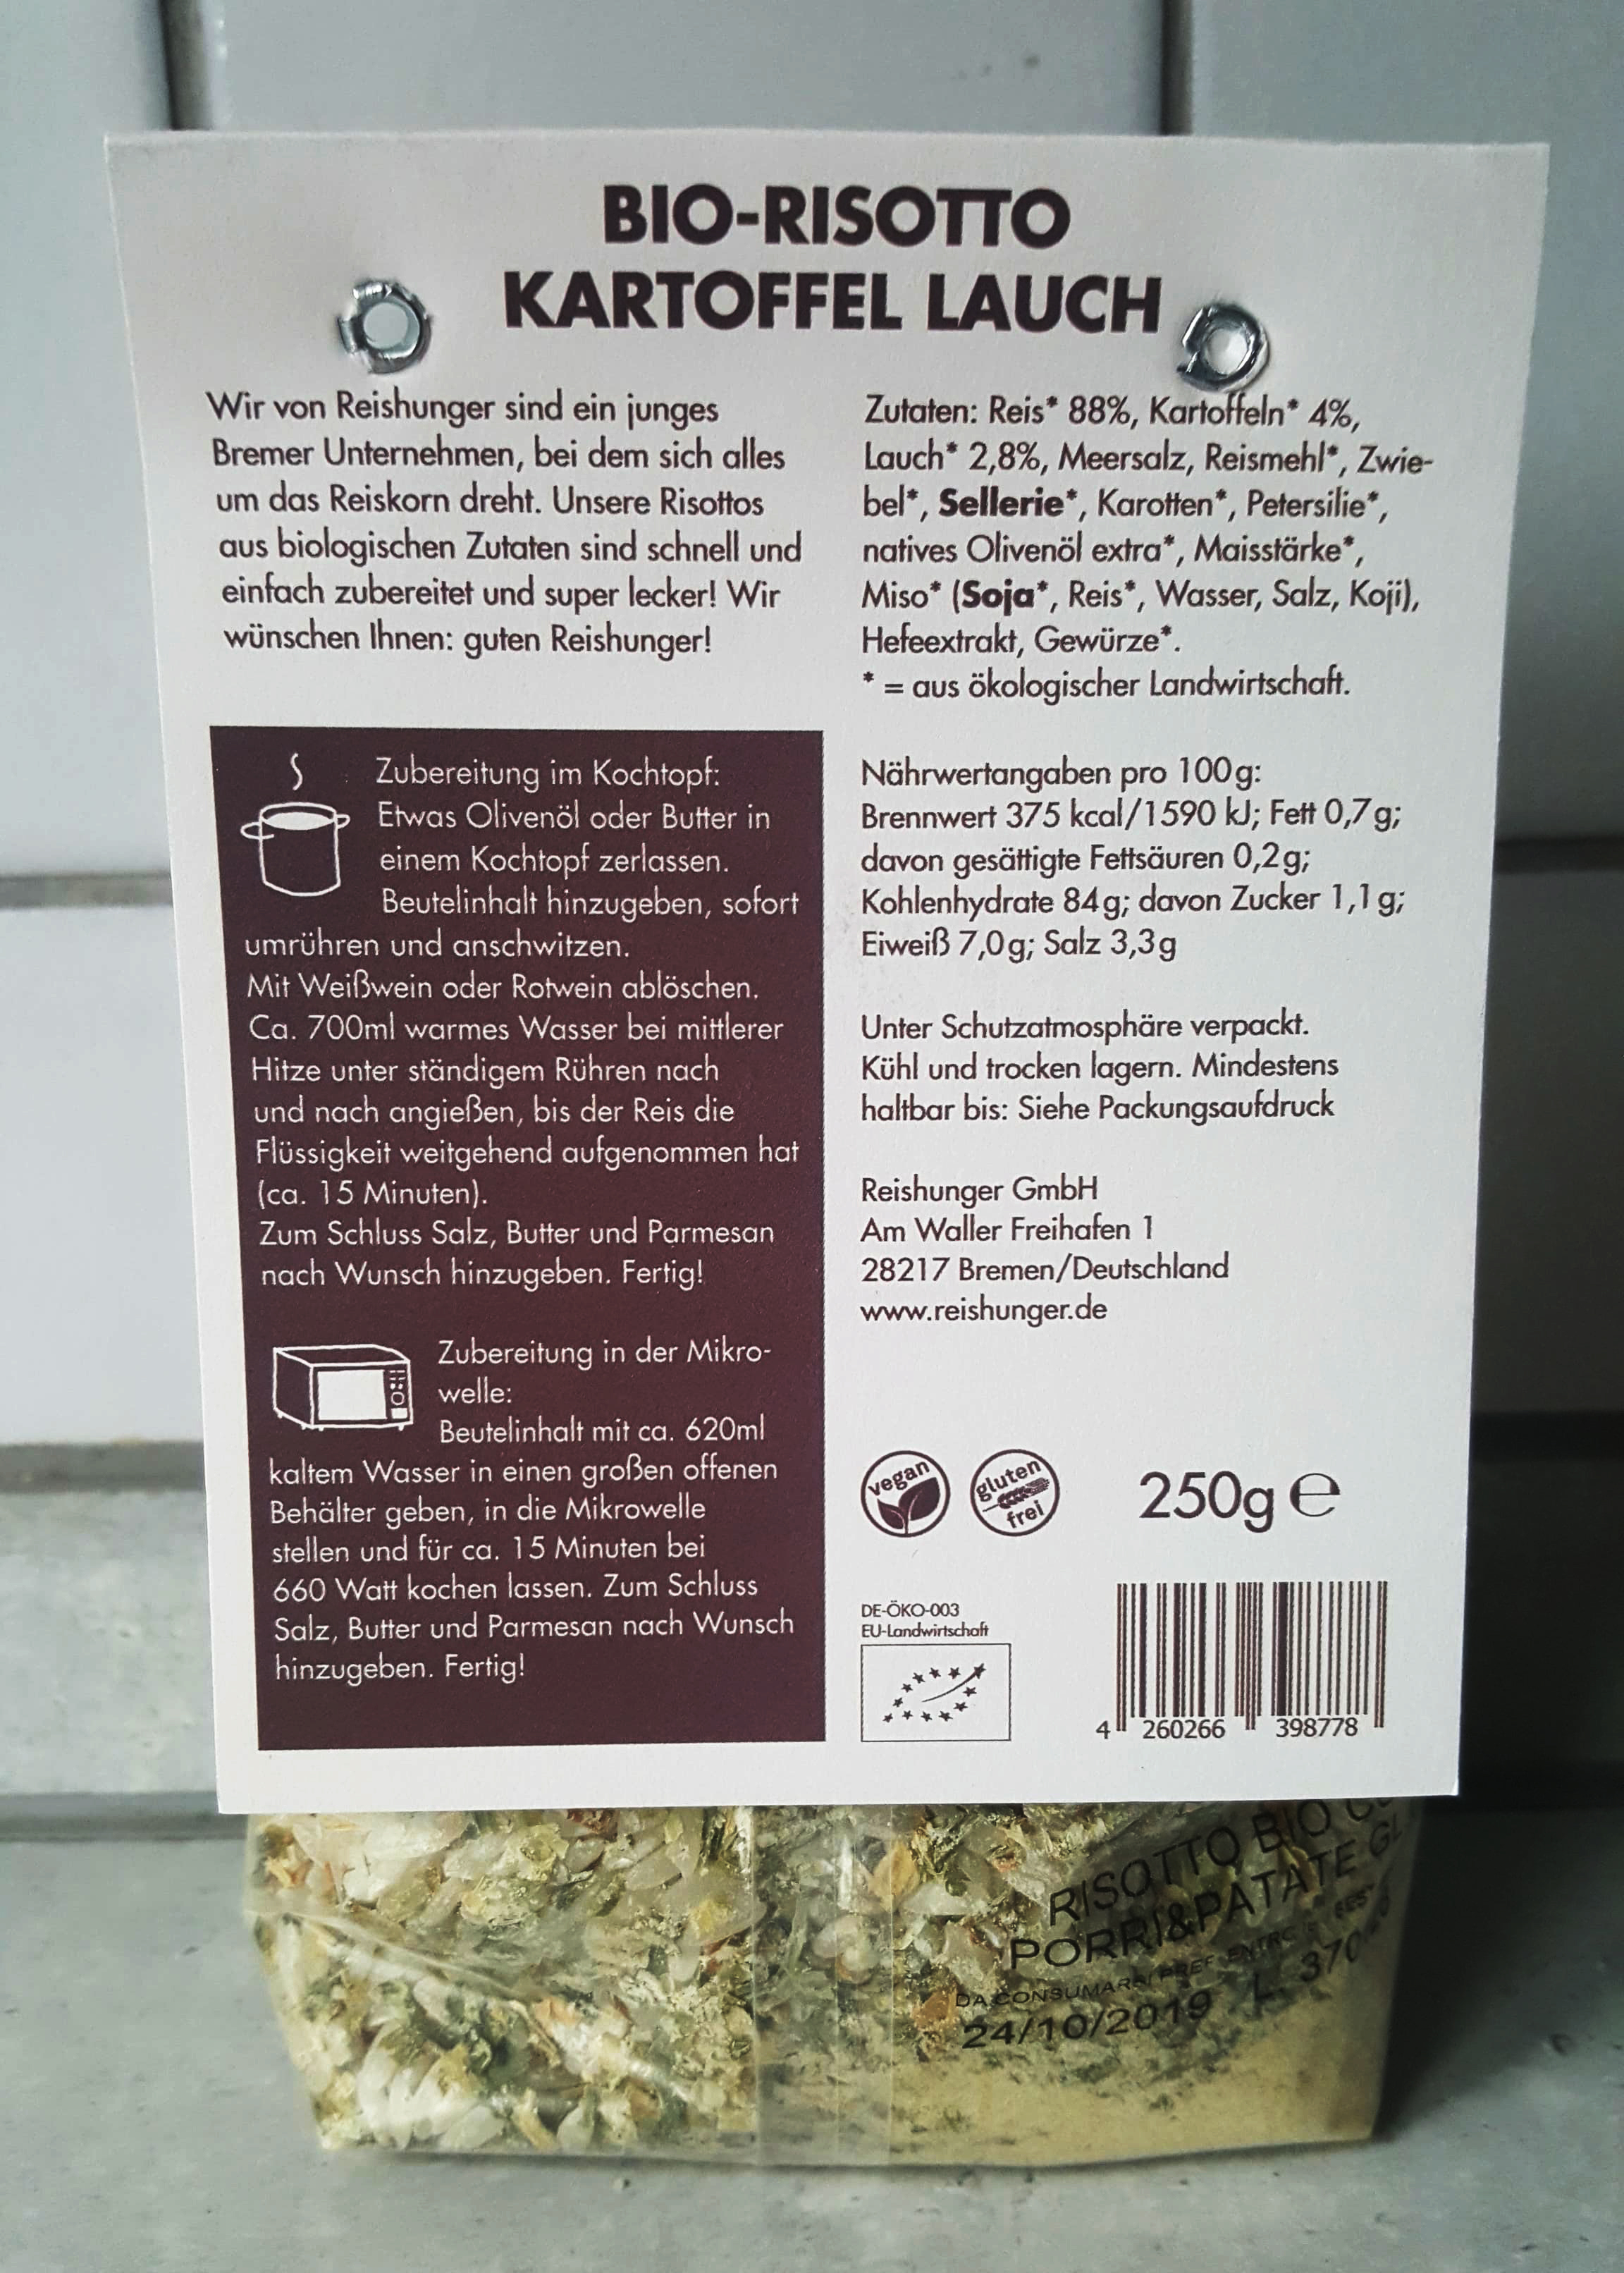 BIO-RISOTTO
KARTOFFEL LAUCH
Wir von Reishunger sind ein junges
Bremer Unternehmen, bei dem sich alles
um das Reiskorn dreht. Unsere Risottos
aus biologischen Zutaten sind schnell und
einfach zubereitet und super lecker! Wir
wünschen Ihnen: guten Reishunger!
Zubereitung im Kochtopf:
Etwas Olivenöl oder Butter in
einem Kochtopf zerlassen.
Beutelinhalt hinzugeben, sofort
umrühren und anschwitzen.
Mit Weißwein oder Rotwein ablöschen.
Ca. 700ml warmes Wasser bei mittlerer
Hitze unter ständigem Rühren nach
und nach angießen, bis der Reis die
Flüssigkeit weitgehend aufgenommen hat
(ca. 15 Minuten).
Zum Schluss Salz, Butter und Parmesan
nach Wunsch hinzugeben. Fertig!
Zubereitung in der Mikro-
welle:
Beutelinhalt mit ca. 620ml
kaltem Wasser in einen großen offenen
Behälter geben, in die Mikrowelle
stellen und für ca. 15 Minuten bei
660 Watt kochen lassen. Zum Schluss
Salz, Butter und Parmesan nach Wunsch
hinzugeben. Fertig!
Zutaten: Reis* 88%, Kartoffeln* 4%,
Lauch* 2,8%, Meersalz, Reismehl*, Zwie-
bel*, Sellerie*, Karotten*, Petersilie*,
natives Olivenöl extra*, Maisstärke*,
Miso* (Soja*, Reis*, Wasser, Salz, Koji),
Hefeextrakt, Gewürze*.
* = aus ökologischer Landwirtschaft.
Nährwertangaben pro 100g:
Brennwert 375 kcal/1590 kJ; Fett 0,7g;
davon gesättigte Fettsäuren 0,2g;
Kohlenhydrate 84g; davon Zucker 1,1g;
Eiweiß 7,0g; Salz 3,3g
Unter Schutzatmosphäre verpackt.
Kühl und trocken lagern. Mindestens
haltbar bis: Siehe Packungsaufdruck
Reishunger GmbH
Am Waller Freihafen 1
28217 Bremen/Deutschland
www.reishunger.de
vegan
gluten
frei
250g e
DE-ÖKO-003
EU-Landwirtschaft
4 260266 398778
RISOTTO BIO
PORRI&PATATE
DA CONSUMARSI PREF ENTRO
24/10/2019 L